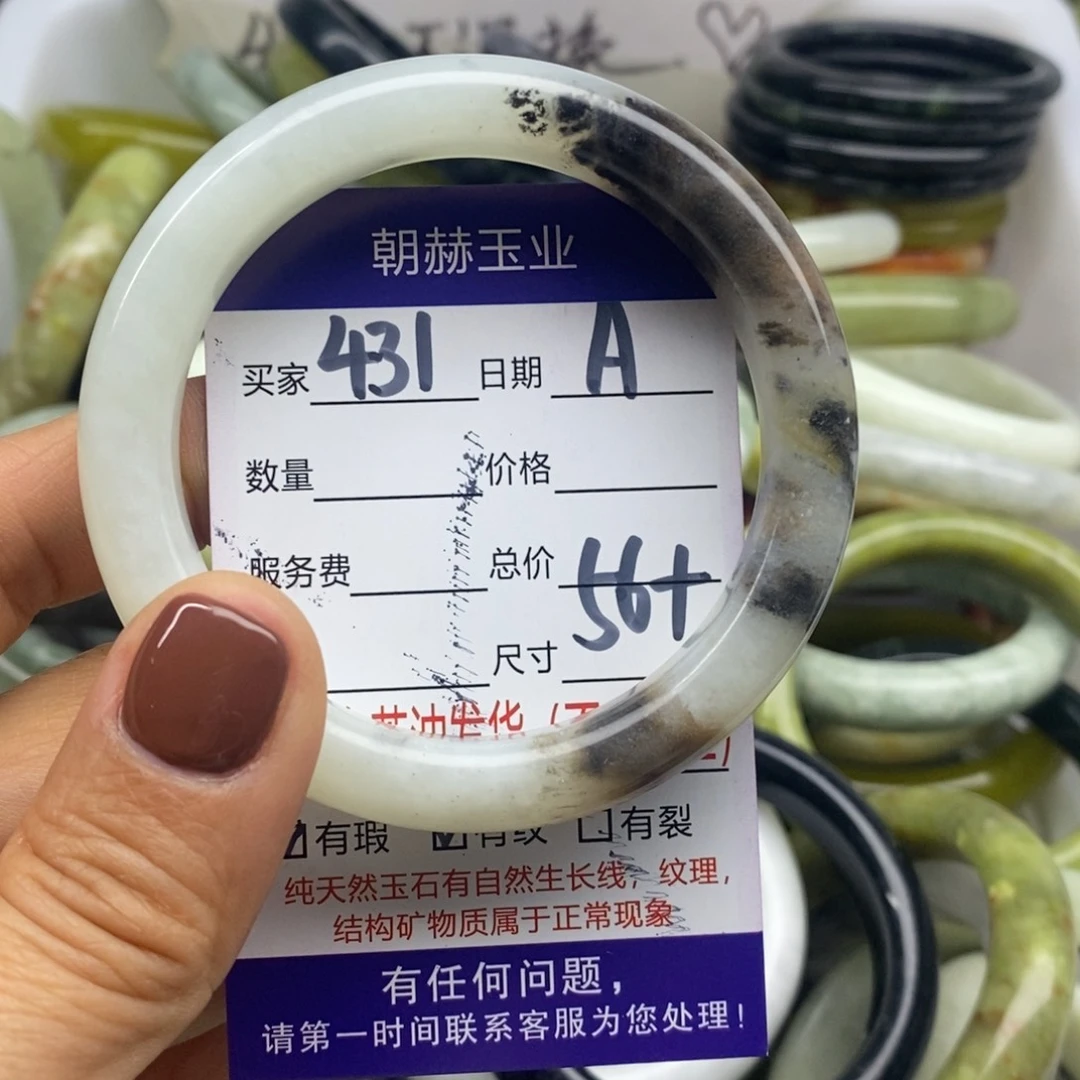 朝赫玉业
买家 431 日期 A
数量 价格
服务费 总价
56+
尺寸
发货(
有瑕 有纹 有裂
纯天然玉石有自然生长线,纹理,
结构矿物质属于正常现象
有任何问题,
请第一时间联系客服为您处理!